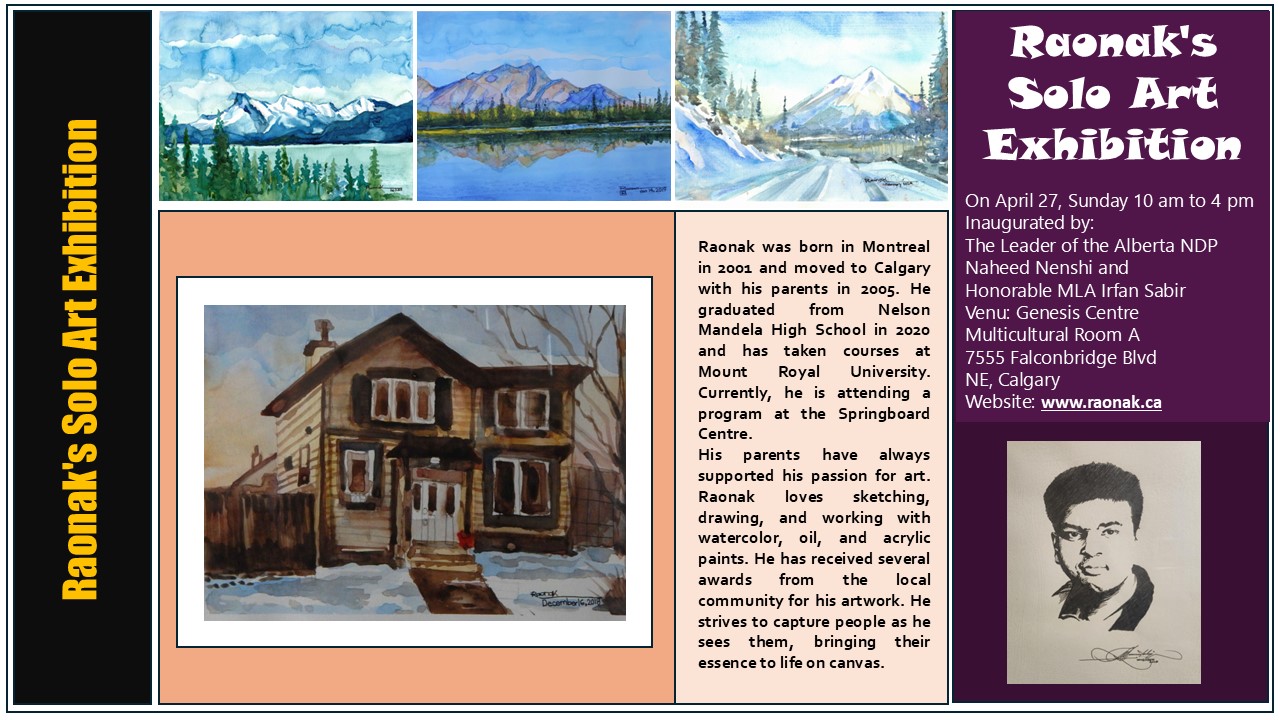 Raonak's Solo Art Exhibition
Raonak was born in Montreal
in 2001 and moved to Calgary
with his parents in 2005. He
graduated from Nelson
Mandela High School in 2020
and has taken courses at
Mount Royal University.
Currently, he is attending a
program at the Springboard
Centre.
His parents have always
supported his passion for art.
Raonak loves sketching,
drawing, and working with
watercolor, oil, and acrylic
paints. He has received several
awards from the local
community for his artwork. He
strives to capture people as he
sees them, bringing their
essence to life on canvas.
Raonak
Raonak's
Solo Art
Exhibition
On April 27, Sunday 10 am to 4 pm
Inaugurated by:
The Leader of the Alberta NDP
Naheed Nenshi and
Honorable MLA Irfan Sabir
Venu: Genesis Centre
Multicultural Room A
7555 Falconbridge Blvd
NE, Calgary
Website: www.raonak.ca